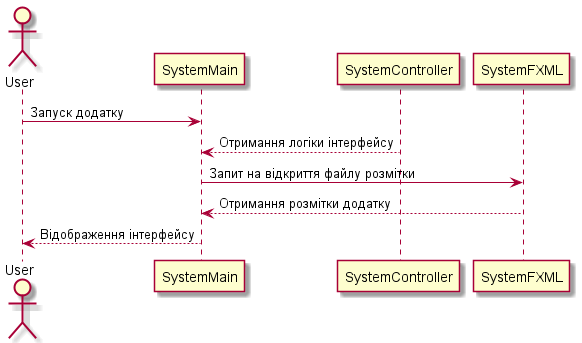 User
SystemMain
SystemController
SystemFXML
Запуск додатку
Отримання логіки інтерфейсу
Запит на відкриття файлу розмітки
Отримання розмітки додатку
Відображення інтерфейсу
User
SystemMain
SystemController
SystemFXML